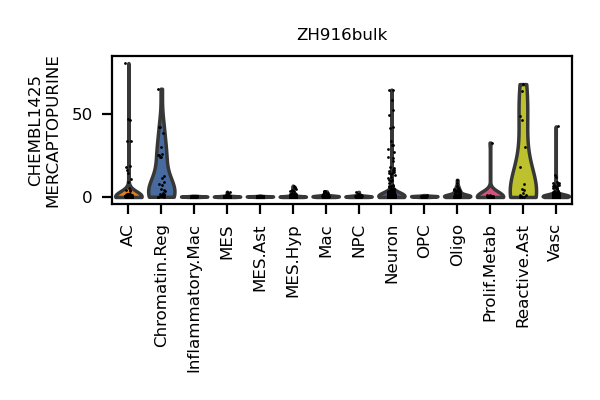 ZH916bulk
CHEMBL1425
MERCAPTOPURINE
50
0
AC
Chromatin.Reg
Inflammatory.Mac
MES
MES.Ast
MES.Hyp
Mac
NPC
Neuron
OPC
Oligo
Prolif.Metab
Reactive.Ast
Vasc